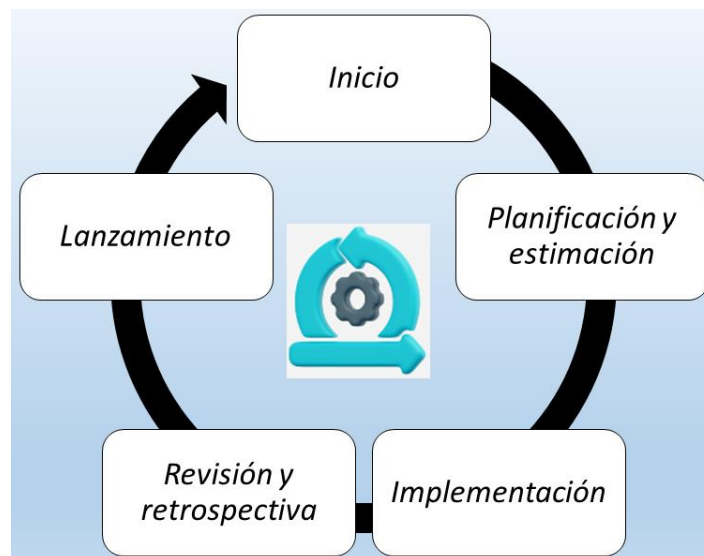 Inicio
Planificación y
estimación
Implementación
Revisión y
retrospectiva
Lanzamiento